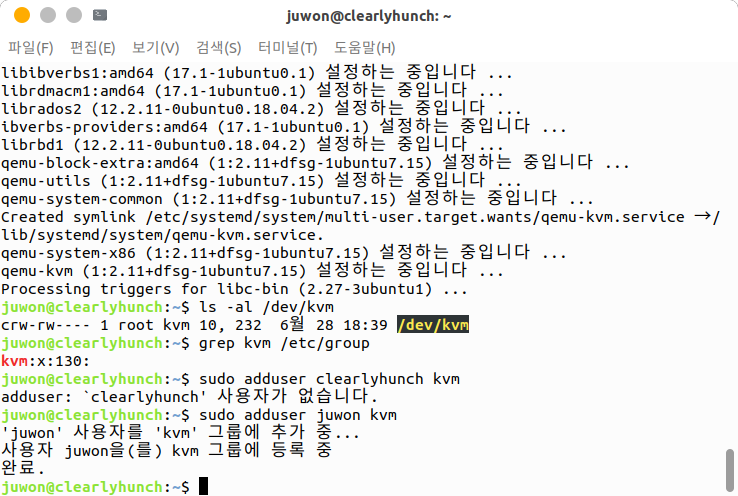 juwon@clearlyhunch: ~
파일(F) 편집(E) 보기(V) 검색(S) 터미널(T) 도움말(H)
libibverbs1:amd64 (17.1-1ubuntu0.1) 설정하는 중입니다 ...
librdmacm1:amd64 (17.1-1ubuntu0.1) 설정하는 중입니다 ...
librados2 (12.2.11-0ubuntu0.18.04.2) 설정하는 중입니다 ...
ibverbs-providers:amd64 (17.1-1ubuntu0.1) 설정하는 중입니다 ...
librbd1 (12.2.11-0ubuntu0.18.04.2) 설정하는 중입니다 ...
qemu-block-extra:amd64 (1:2.11+dfsg-1ubuntu7.15) 설정하는 중입니다 ...
qemu-utils (1:2.11+dfsg-1ubuntu7.15) 설정하는 중입니다 ...
qemu-system-common (1:2.11+dfsg-1ubuntu7.15) 설정하는 중입니다 ...
Created symlink /etc/systemd/system/multi-user.target.wants/qemu-kvm.service →/
lib/systemd/system/qemu-kvm.service.
qemu-system-x86 (1:2.11+dfsg-1ubuntu7.15) 설정하는 중입니다 ...
qemu-kvm (1:2.11+dfsg-1ubuntu7.15) 설정하는 중입니다 ...
Processing triggers for libc-bin (2.27-3ubuntu1) ...
juwon@clearlyhunch:~$ ls -al /dev/kvm
crw-rw---- 1 root kvm 10, 232  6월 28 18:39 /dev/kvm
juwon@clearlyhunch:~$ grep kvm /etc/group
kvm:x:130:
juwon@clearlyhunch:~$ sudo adduser clearlyhunch kvm
adduser: `clearlyhunch' 사용자가 없습니다.
juwon@clearlyhunch:~$ sudo adduser juwon kvm
'juwon' 사용자를 'kvm' 그룹에 추가 중...
사용자 juwon을(를) kvm 그룹에 등록 중
완료.
juwon@clearlyhunch:~$